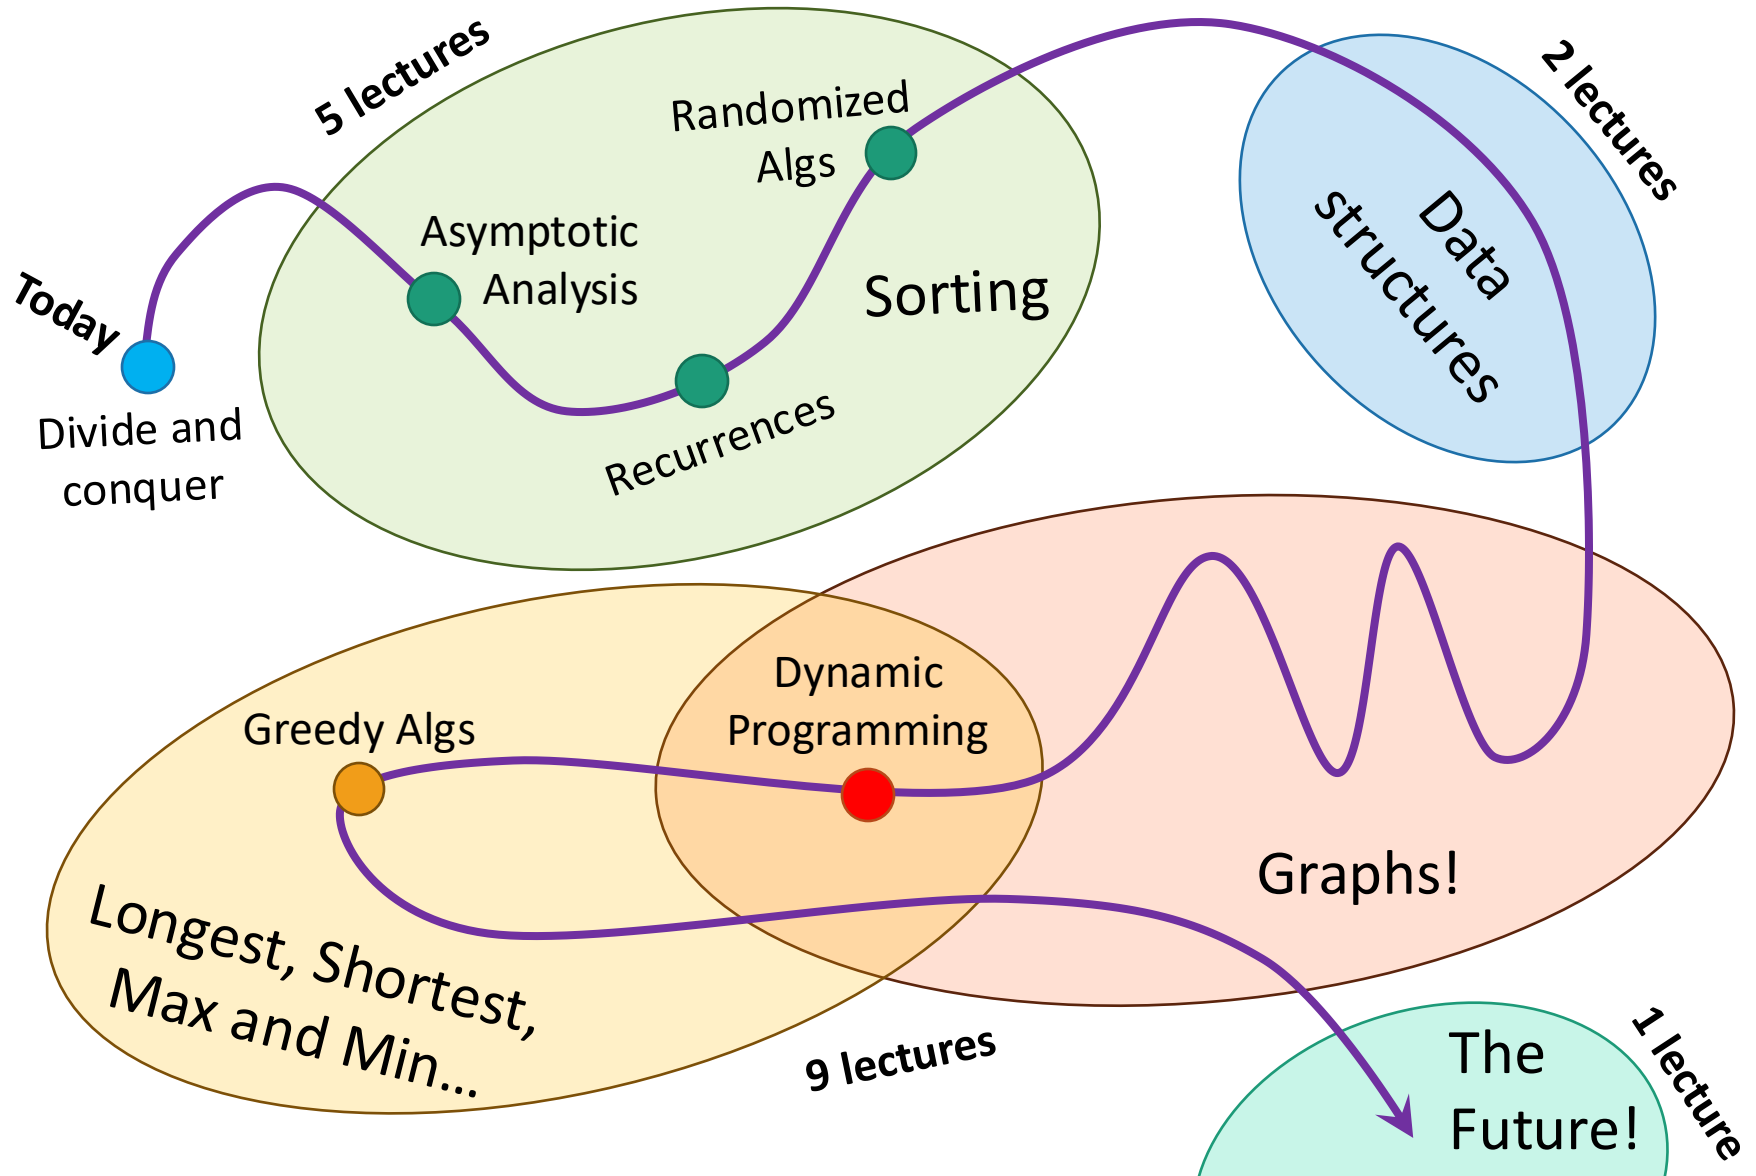 5 lectures
Today
Divide and
conquer
Asymptotic
Analysis
Recurrences
Randomized
Algs
Sorting
2 lectures
Data
structures
Graphs!
Dynamic
Programming
Greedy Algs
Longest, Shortest,
Max and Min...
9 lectures
The
Future!
1 lecture